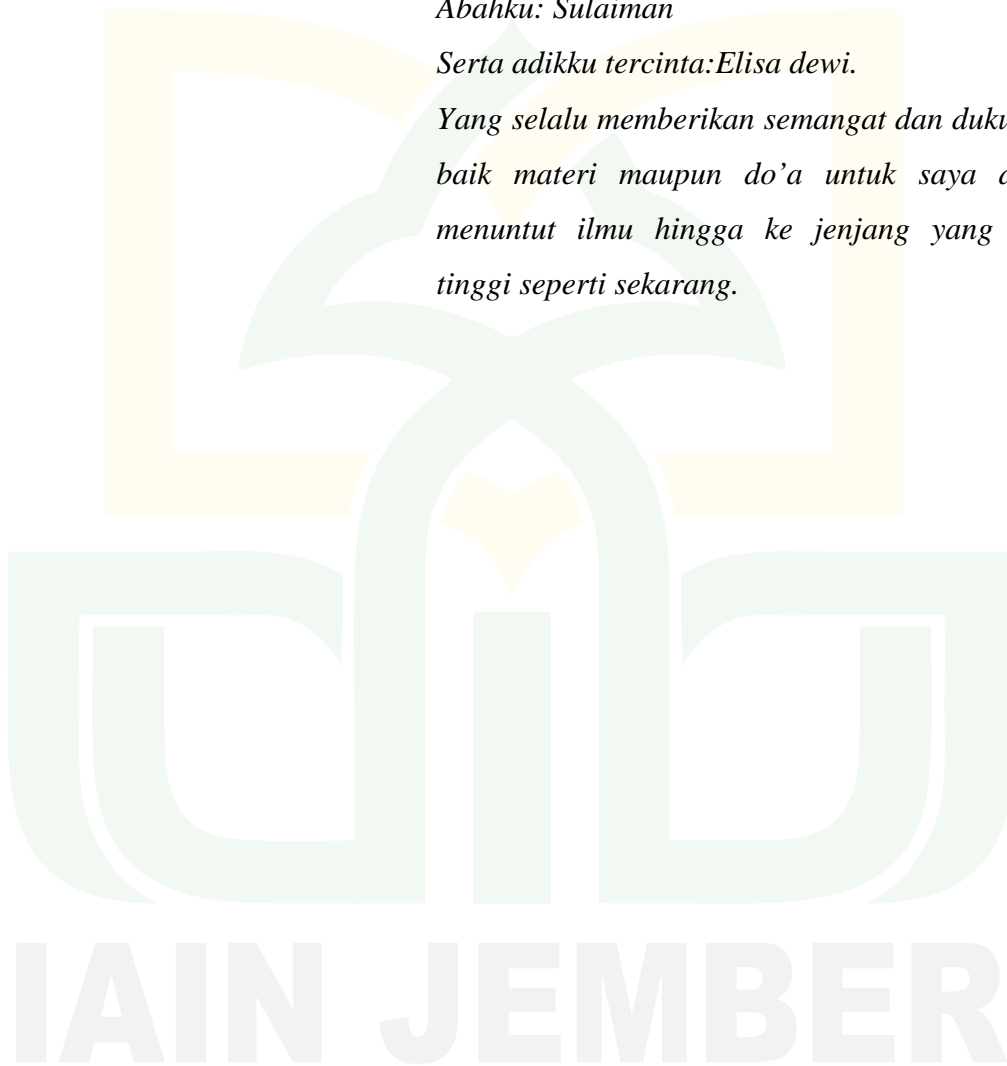 Abahku: Sulaiman
Serta adikku tercinta:Elisa dewi.
Yang selalu memberikan semangat dan
baik materi maupun do’a untuk saya
menuntut ilmu hingga ke jenjang yang
tinggi seperti sekarang.
IAIN JEMBER